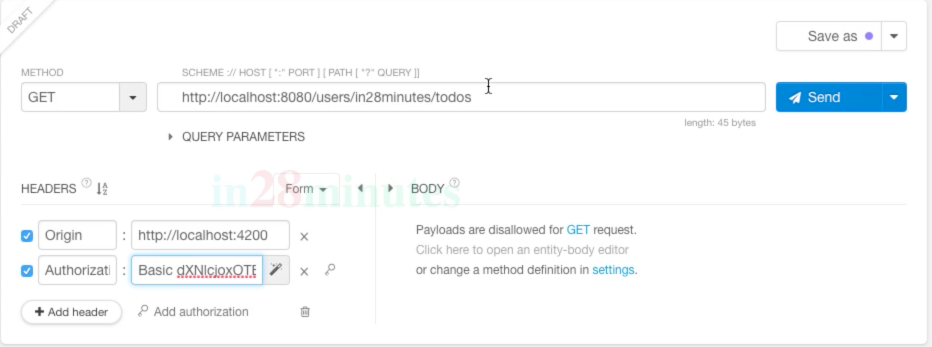 DRAFT
Save as
METHOD
SCHEME :// HOST [ ":" PORT ] [ PATH [ "?" QUERY ]]
GET
http://localhost:8080/users/in28minutes/todos
Send
length: 45 bytes
QUERY PARAMETERS
in28minutes
HEADERS ? Form BODY ?
Origin : http://localhost:4200
Payloads are disallowed for GET request.
Click here to open an entity-body editor
Authorizati : Basic
or change a method definition in settings.
+ Add header
Add authorization